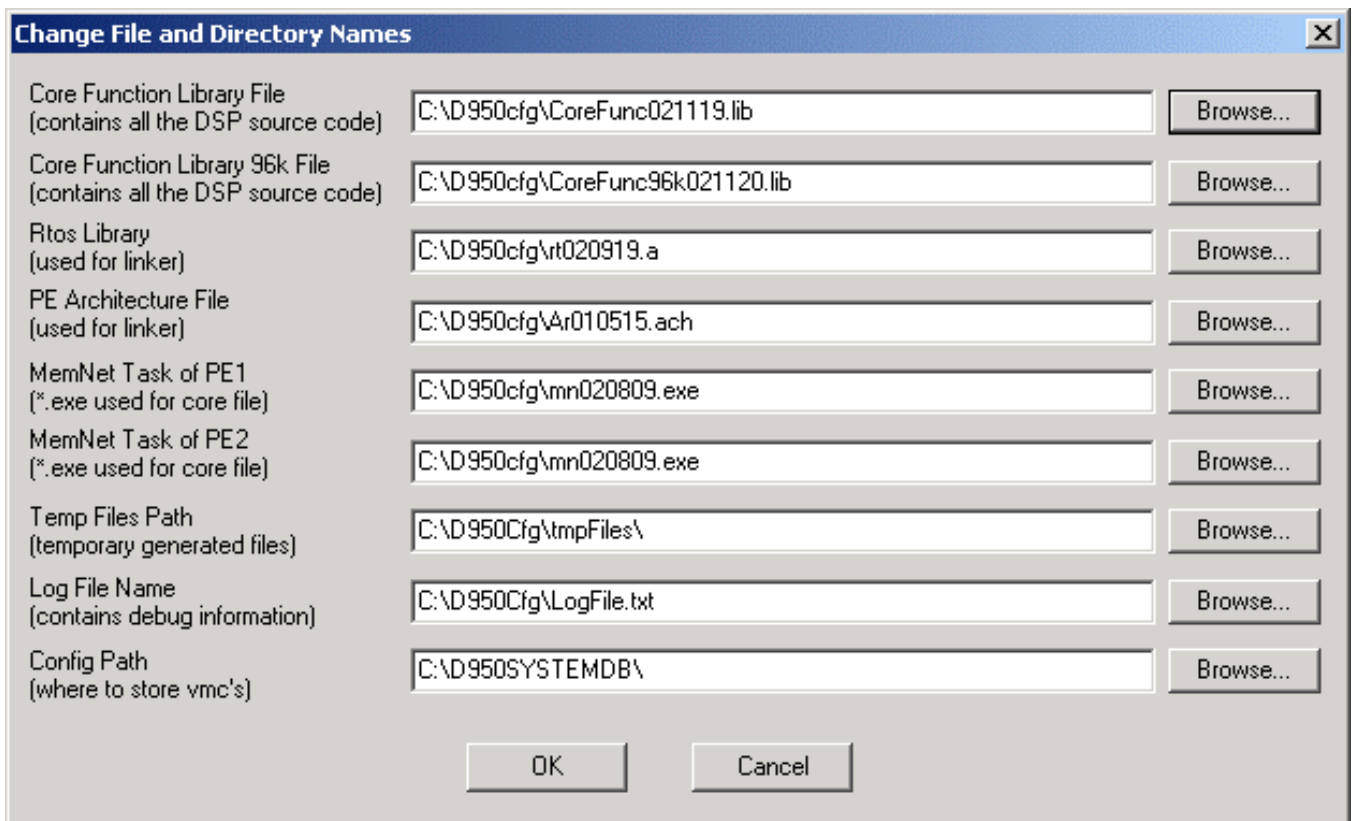 Change File and Directory Names
Core Function Library File
(contains all the DSP source code)
C:\D950cfg\CoreFunc021119.lib
Browse...
Core Function Library 96k File
(contains all the DSP source code)
C:\D950cfg\CoreFunc96k021120.lib
Browse...
Rtos Library
(used for linker)
C:\D950cfg\rt020919.a
Browse...
PE Architecture File
(used for linker)
C:\D950cfg\Ar010515.ach
Browse...
MemNet Task of PE1
(*.exe used for core file)
C:\D950cfg\mn020809.exe
Browse...
MemNet Task of PE2
(*.exe used for core file)
C:\D950cfg\mn020809.exe
Browse...
Temp Files Path
(temporary generated files)
C:\D950Cfg\tmpFiles\
Browse...
Log File Name
(contains debug information)
C:\D950Cfg\LogFile.txt
Browse...
Config Path
(where to store vmc's)
C:\D950SYSTEMDB\
Browse...
OK
Cancel